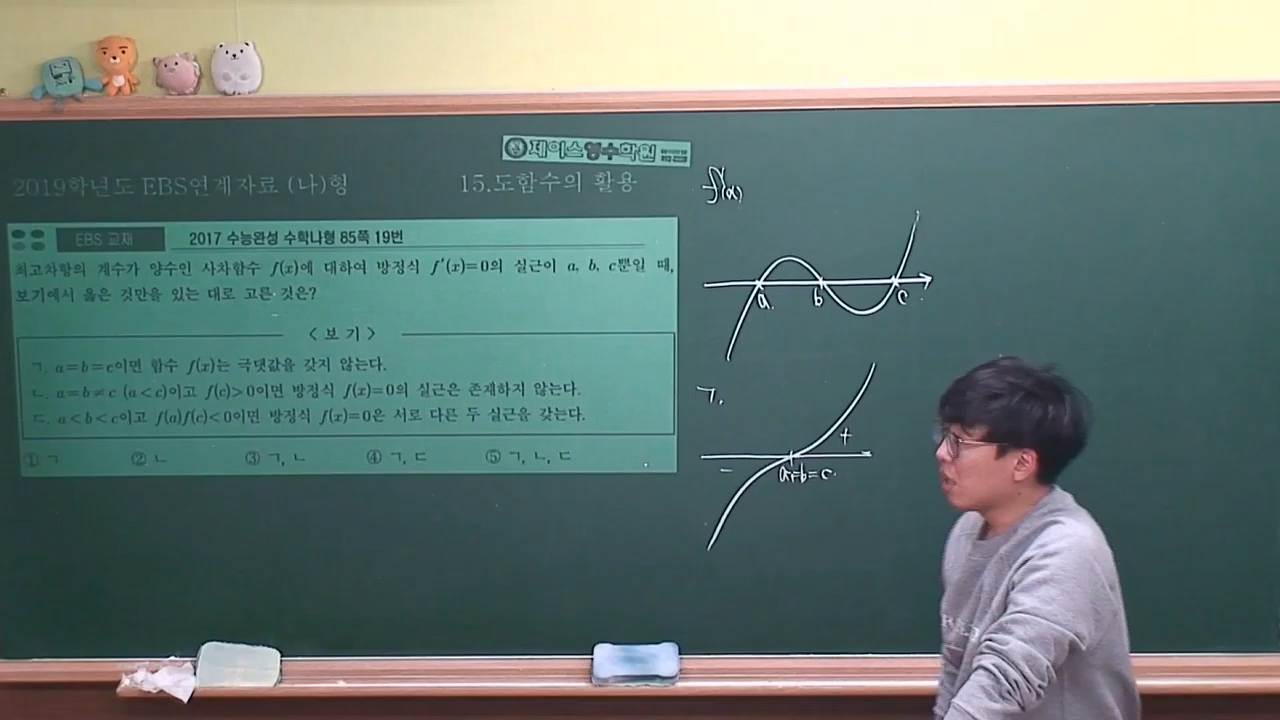 제이스영수학원
2019학년도 EBS연계자료 (나)형
15.도함수의 활용
EBS 교재
2017 수능완성 수학나형 85쪽 19번
최고차항의 계수가 양수인 사차함수 f(x)에 대하여 방정식 f'(x)=0의 실근이 a, b, c뿐일 때,
보기에서 옳은 것만을 있는 대로 고른 것은?
<보기>
ㄱ. a=b=c이면 함수 f(x)는 극댓값을 갖지 않는다.
ㄴ. a=b≠c (a<c)이고 f(c)>0이면 방정식 f(x)=0의 실근은 존재하지 않는다.
ㄷ. a<b<c이고 f(a)f(c)<0이면 방정식 f(x)=0은 서로 다른 두 실근을 갖는다.
① ㄱ ② ㄴ ③ ㄱ, ㄴ ④ ㄱ, ㄷ ⑤ ㄱ, ㄴ, ㄷ
f'(x)
a b c
ㄱ.
+
-
a=b=c